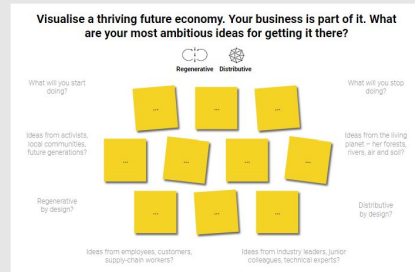 Visualise a thriving future economy. Your business is part of it. What
are your most ambitious ideas for getting it there?
Regenerative Distributive
What will you start
doing?
What will you stop
doing?
... ... ...
Ideas from activists,
local communities,
future generations?
Ideas from the living
planet – her forests,
rivers, air and soil?
... ... ... ...
Regenerative
by design?
Distributive
by design?
... ... ...
Ideas from employees, customers,
supply-chain workers?
Ideas from industry leaders, junior
colleagues, technical experts?